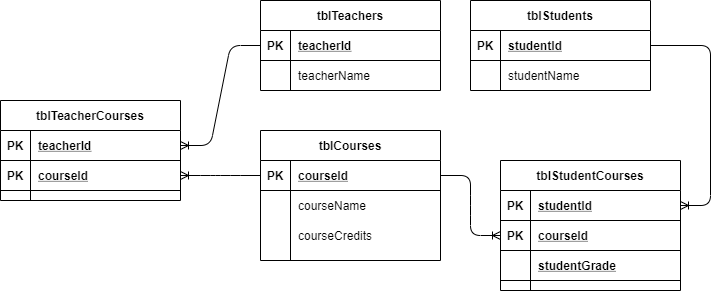 tblTeachers
PK teacherId
teacherName
tblStudents
PK studentId
studentName
tblTeacherCourses
PK teacherId
PK courseId
tblCourses
PK courseId
courseName
courseCredits
tblStudentCourses
PK studentId
PK courseId
studentGrade